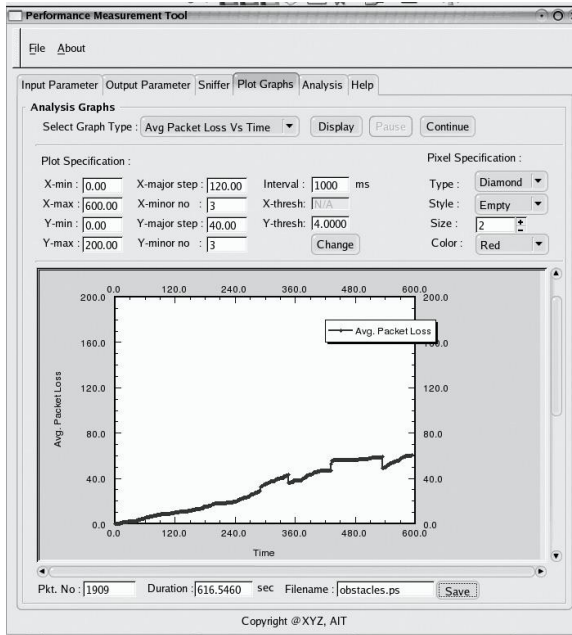 Performance Measurement Tool
File About
Input Parameter Output Parameter Sniffer Plot Graphs Analysis Help
Analysis Graphs
Select Graph Type : Avg Packet Loss Vs Time Display Pause Continue
Plot Specification : Pixel Specification :
X-min : 0.00 X-major step : 120.00 Interval : 1000 ms Type : Diamond
X-max : 600.00 X-minor no : 3 X-thresh: N/A Style : Empty
Y-min : 0.00 Y-major step : 40.00 Y-thresh: 4.0000 Size : 2
Y-max : 200.00 Y-minor no : 3 Change Color : Red
0.0 120.0 240.0 360.0 480.0 600.0
200.0 200.0
Avg. Packet Loss
160.0 160.0
120.0 120.0
Avg. Packet Loss
80.0 80.0
40.0 40.0
0.0 0.0
0.0 120.0 240.0 360.0 480.0 600.0
Time
Pkt. No : 1909 Duration : 616.5460 sec Filename : obstacles.ps Save
Copyright @XYZ, AIT